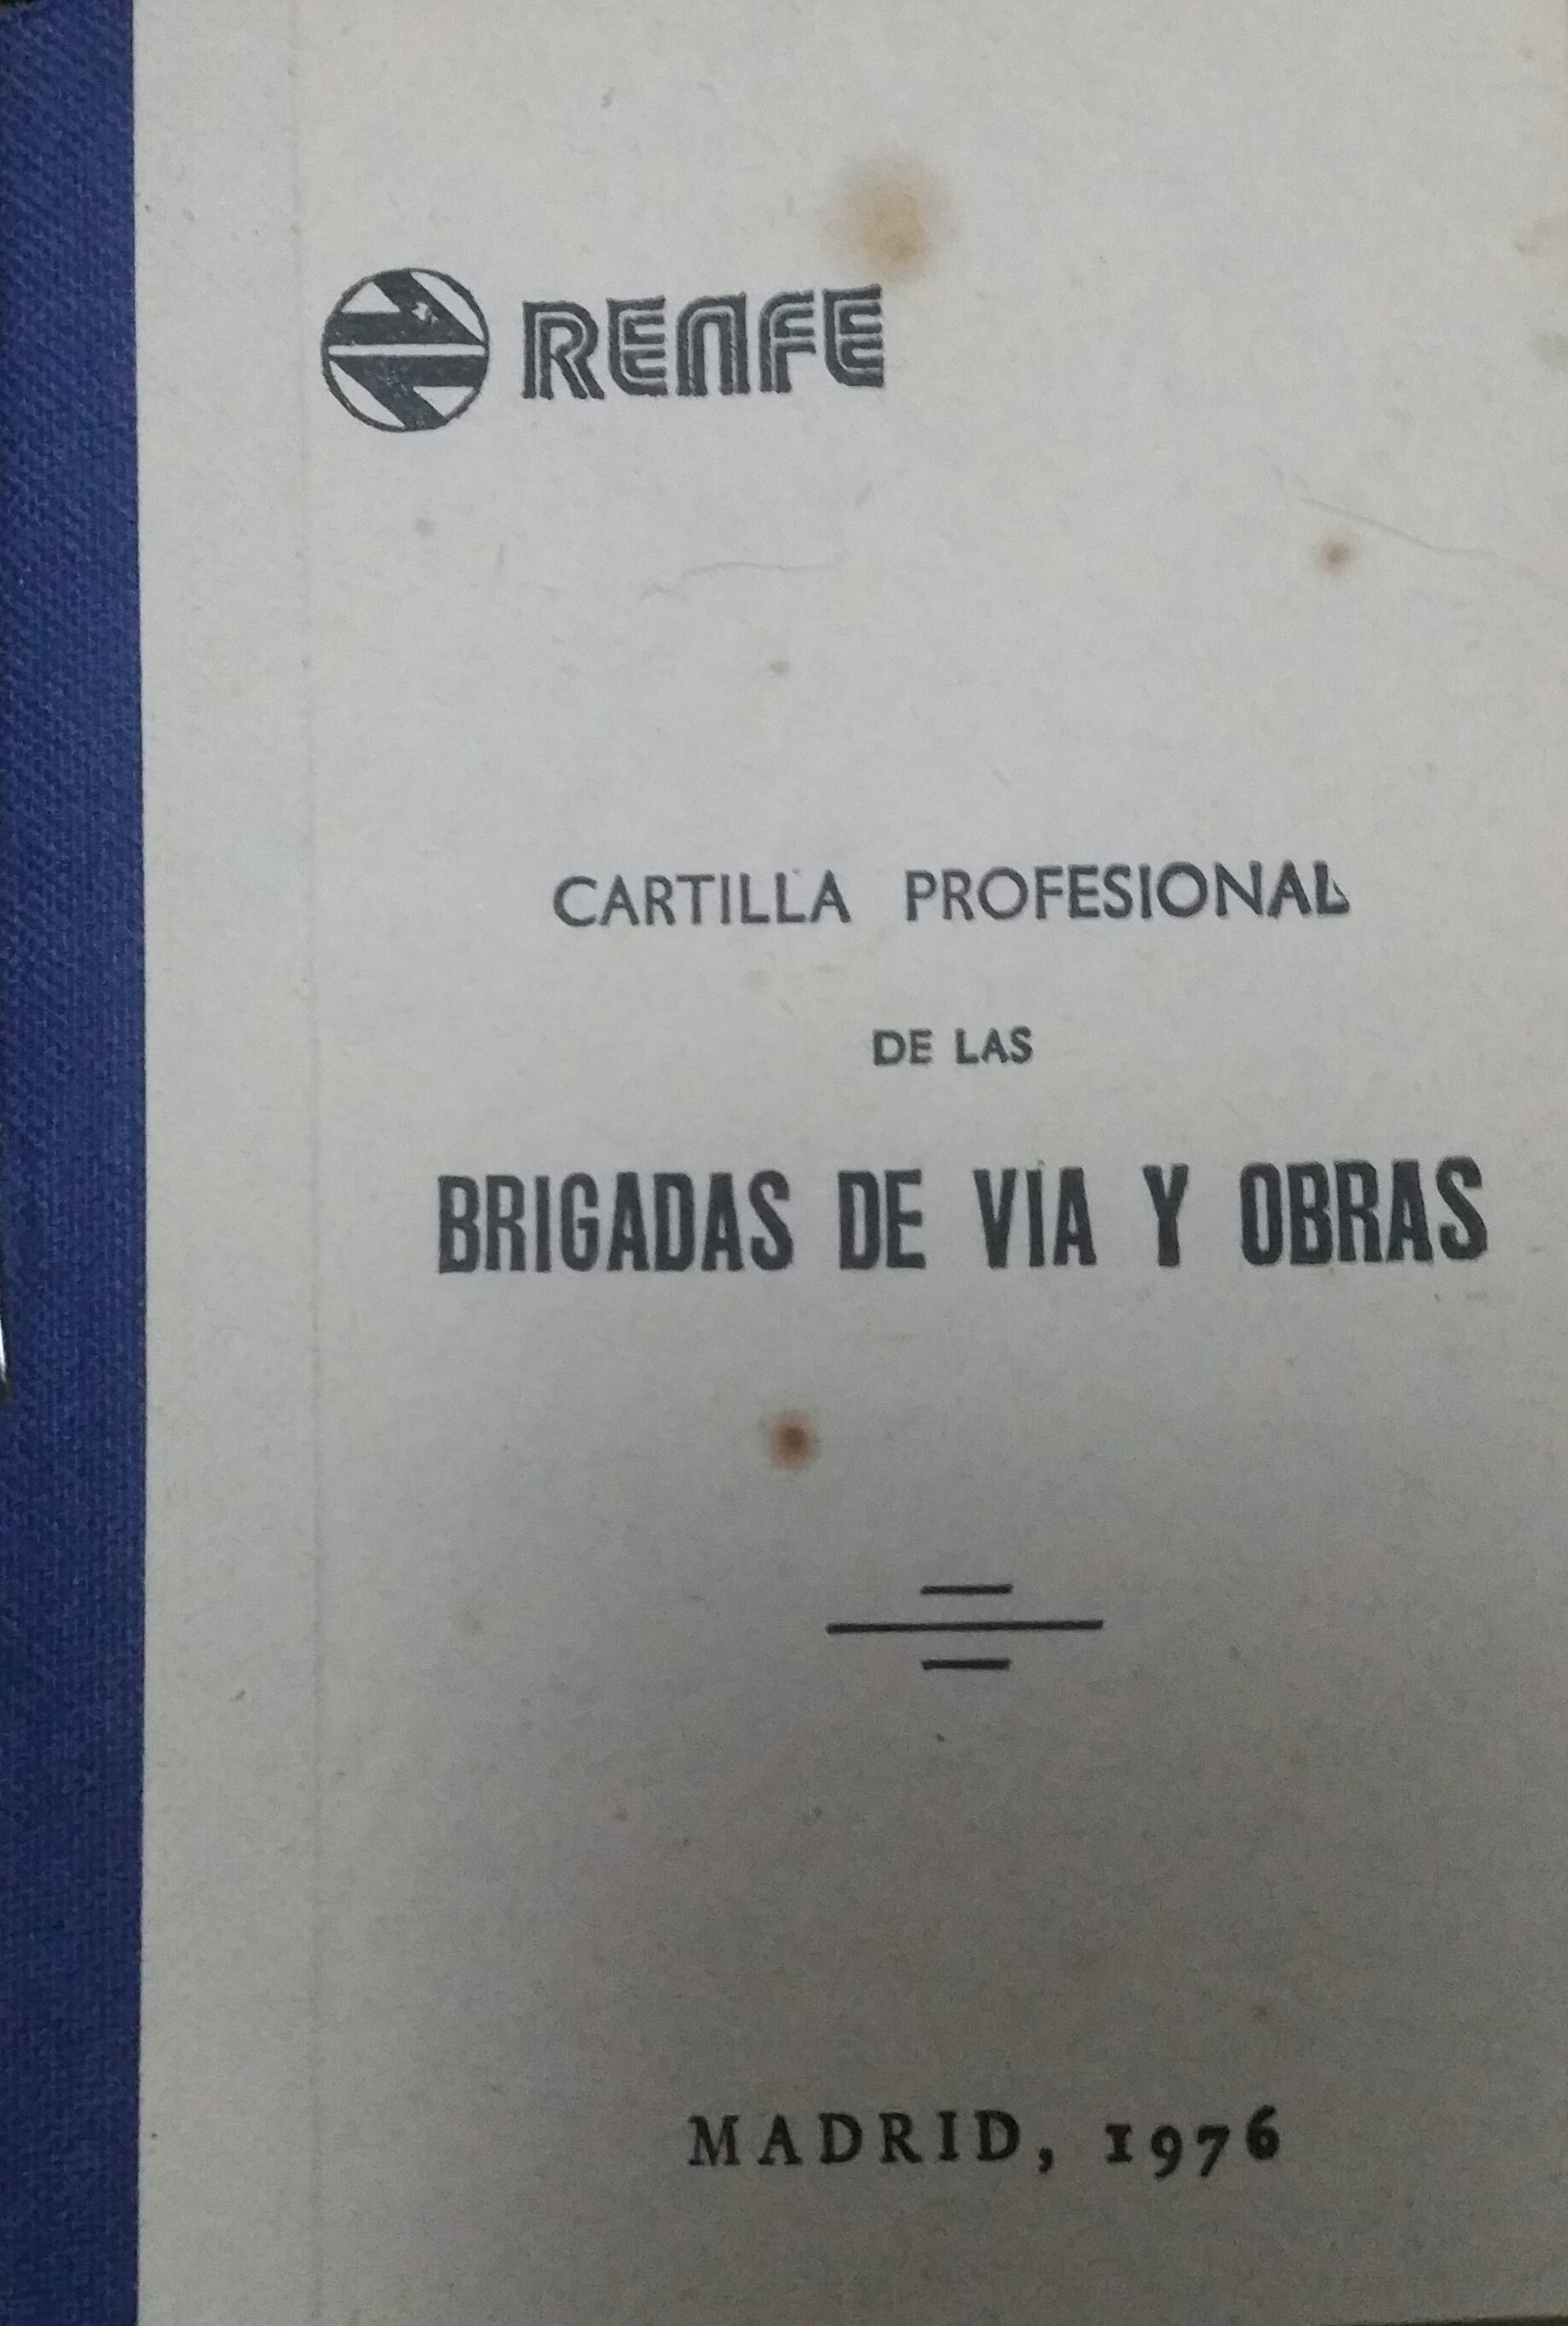 RENFE
CARTILLA PROFESIONAL
DE LAS
BRIGADAS DE VIA Y OBRAS
MADRID, 1976